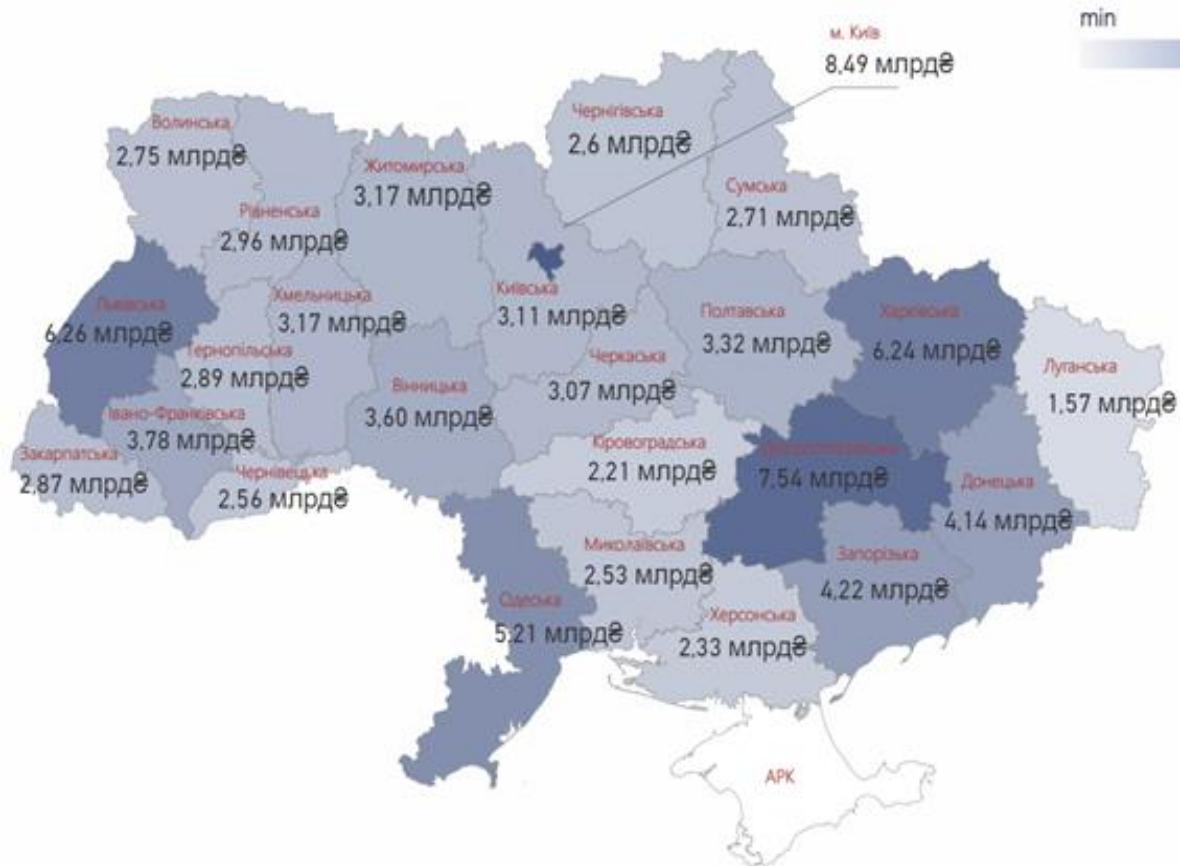 min
м. Київ
8,49 млрд₴
Чернігівська
2,6 млрд₴
Волинська
2,75 млрд₴
Житомирська
3,17 млрд₴
Сумська
2,71 млрд₴
Рівненська
2,96 млрд₴
Львівська
6,26 млрд₴
Хмельницька
3,17 млрд₴
Київська
3,11 млрд₴
Полтавська
3,32 млрд₴
Харківська
6,24 млрд₴
Тернопільська
2,89 млрд₴
Черкаська
3,07 млрд₴
Луганська
1,57 млрд₴
Вінницька
3,60 млрд₴
Івано-Франківська
3,78 млрд₴
Закарпатська
2,87 млрд₴
Чернівецька
2,56 млрд₴
Кіровоградська
2,21 млрд₴
Дніпропетровська
7,54 млрд₴
Донецька
4,14 млрд₴
Миколаївська
2,53 млрд₴
Запорізька
4,22 млрд₴
Одеська
5,21 млрд₴
Херсонська
2,33 млрд₴
АРК